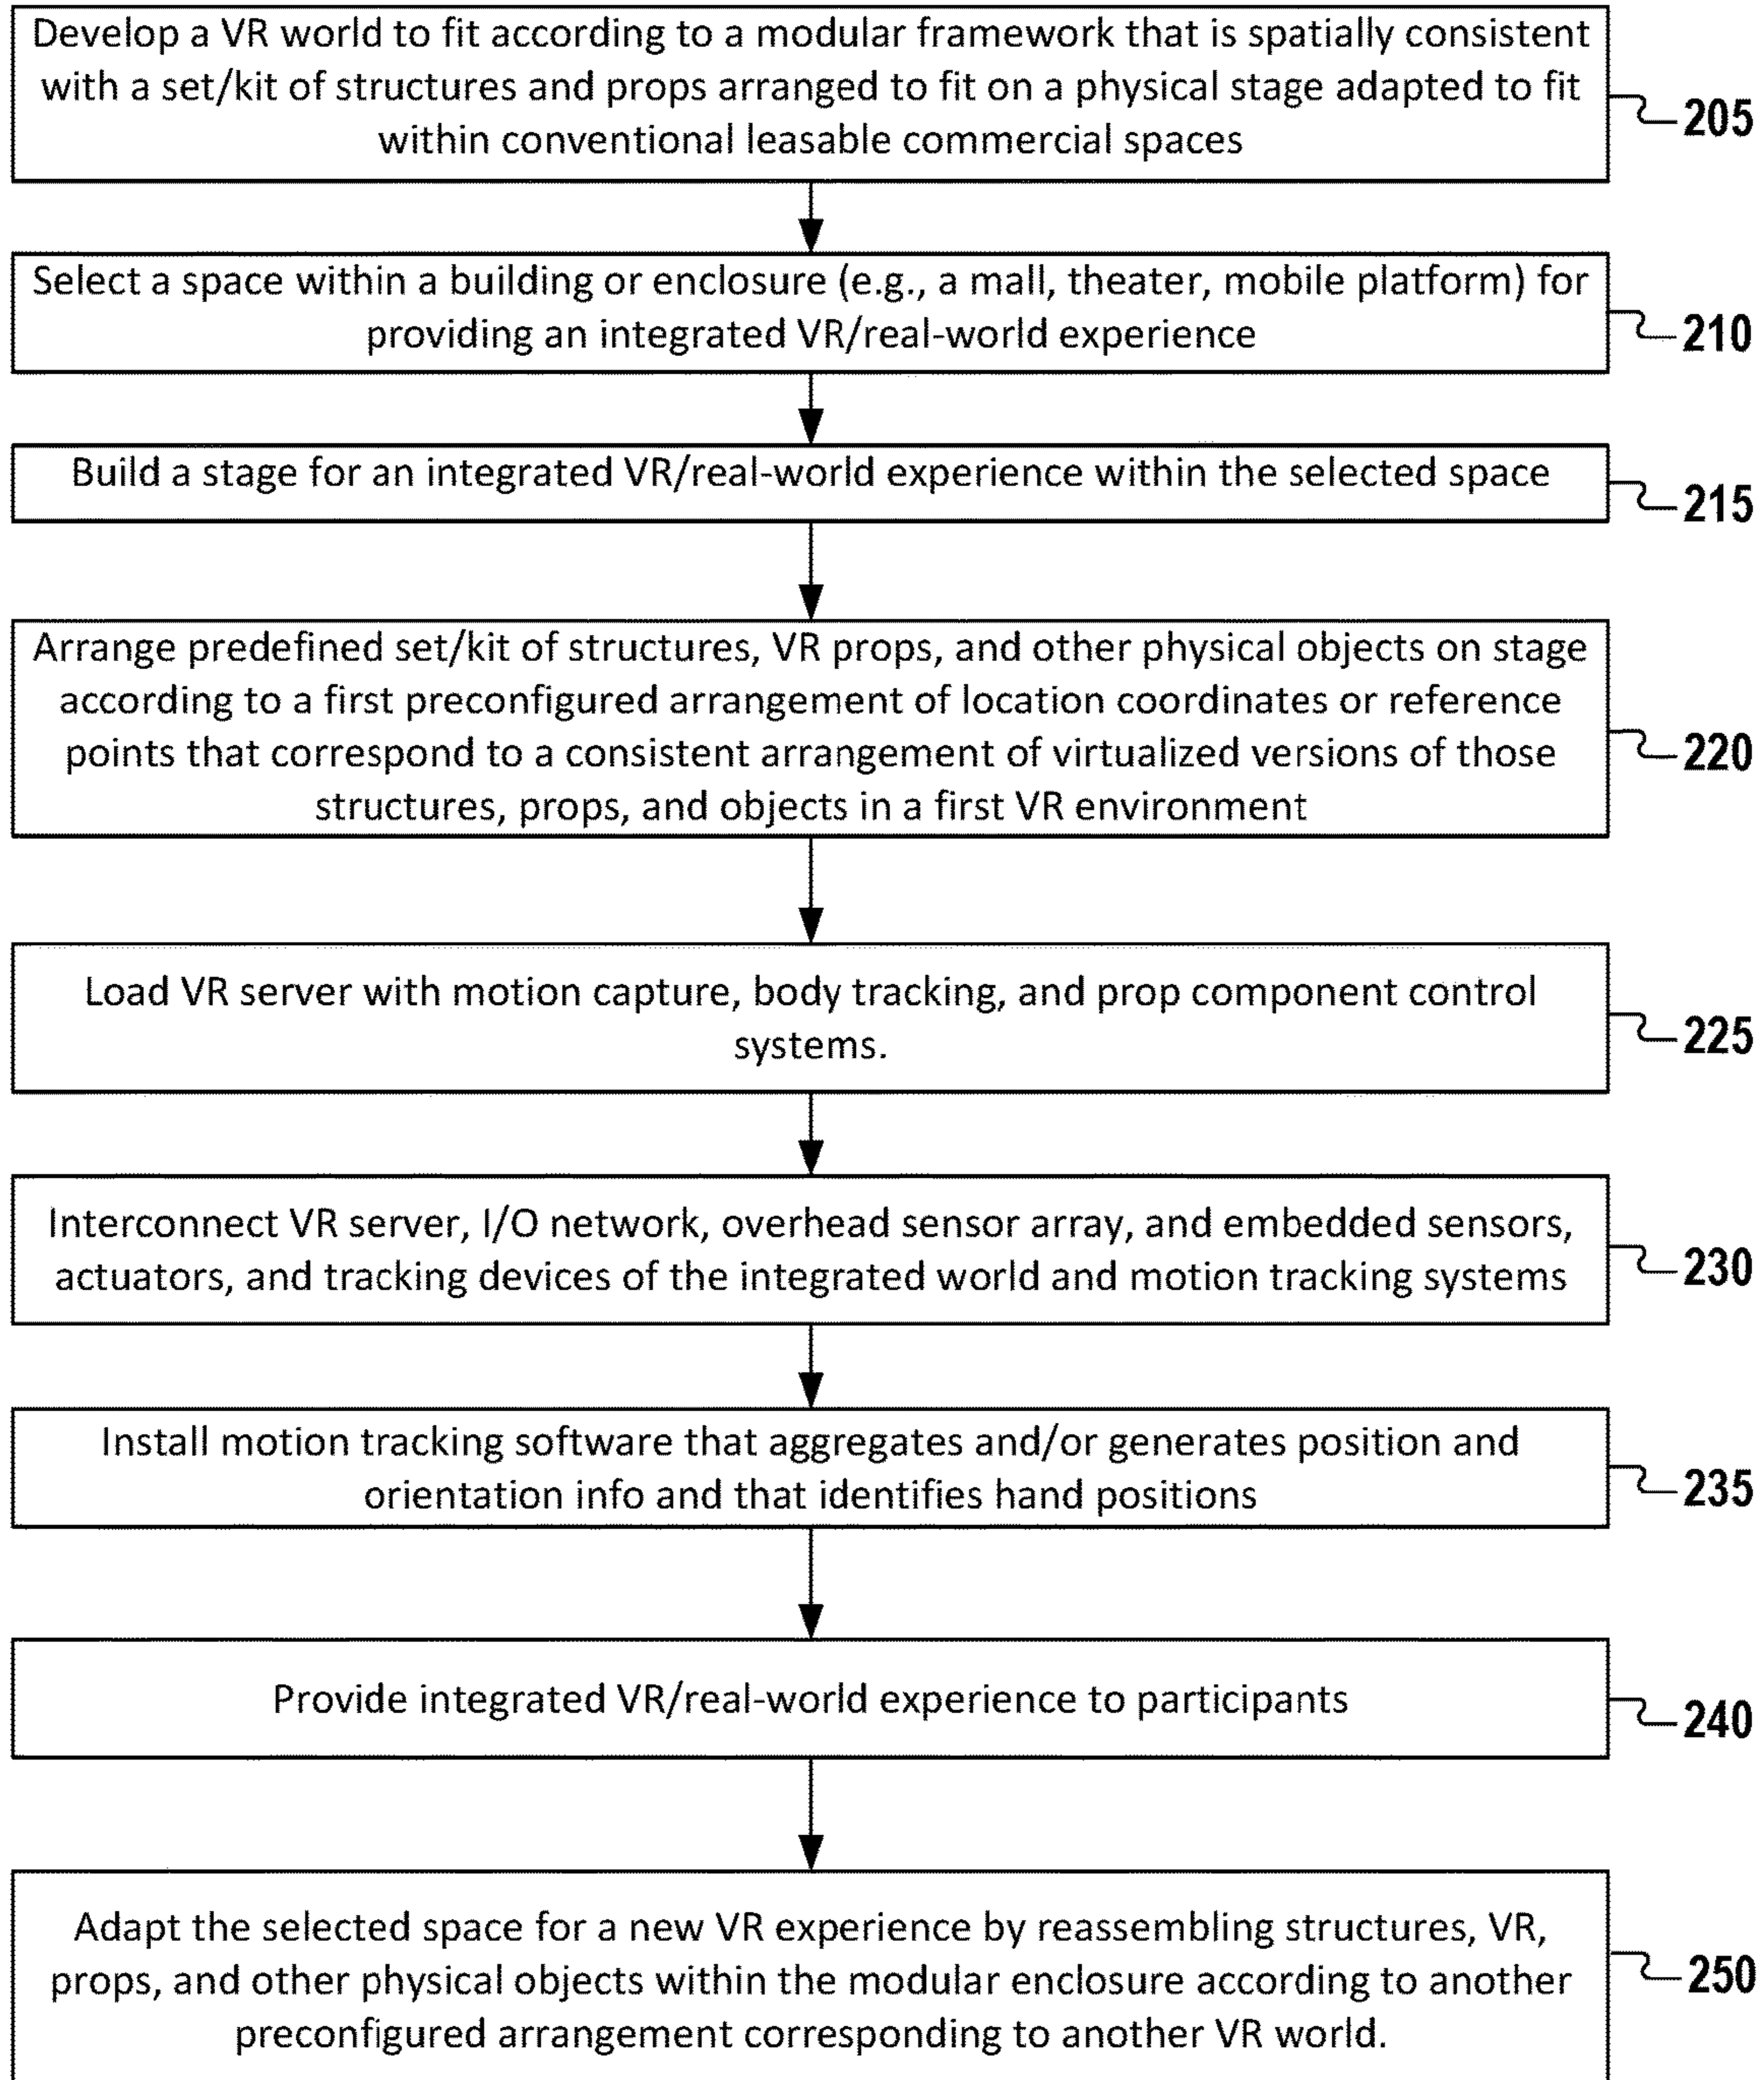 Develop a VR world to fit according to a modular framework that is spatially consistent
with a set/kit of structures and props arranged to fit on a physical stage adapted to fit
within conventional leasable commercial spaces
205
Select a space within a building or enclosure (e.g., a mall, theater, mobile platform) for
providing an integrated VR/real-world experience
210
Build a stage for an integrated VR/real-world experience within the selected space
215
Arrange predefined set/kit of structures, VR props, and other physical objects on stage
according to a first preconfigured arrangement of location coordinates or reference
points that correspond to a consistent arrangement of virtualized versions of those
structures, props, and objects in a first VR environment
220
Load VR server with motion capture, body tracking, and prop component control
systems.
225
Interconnect VR server, I/O network, overhead sensor array, and embedded sensors,
actuators, and tracking devices of the integrated world and motion tracking systems
230
Install motion tracking software that aggregates and/or generates position and
orientation info and that identifies hand positions
235
Provide integrated VR/real-world experience to participants
240
Adapt the selected space for a new VR experience by reassembling structures, VR,
props, and other physical objects within the modular enclosure according to another
preconfigured arrangement corresponding to another VR world.
250